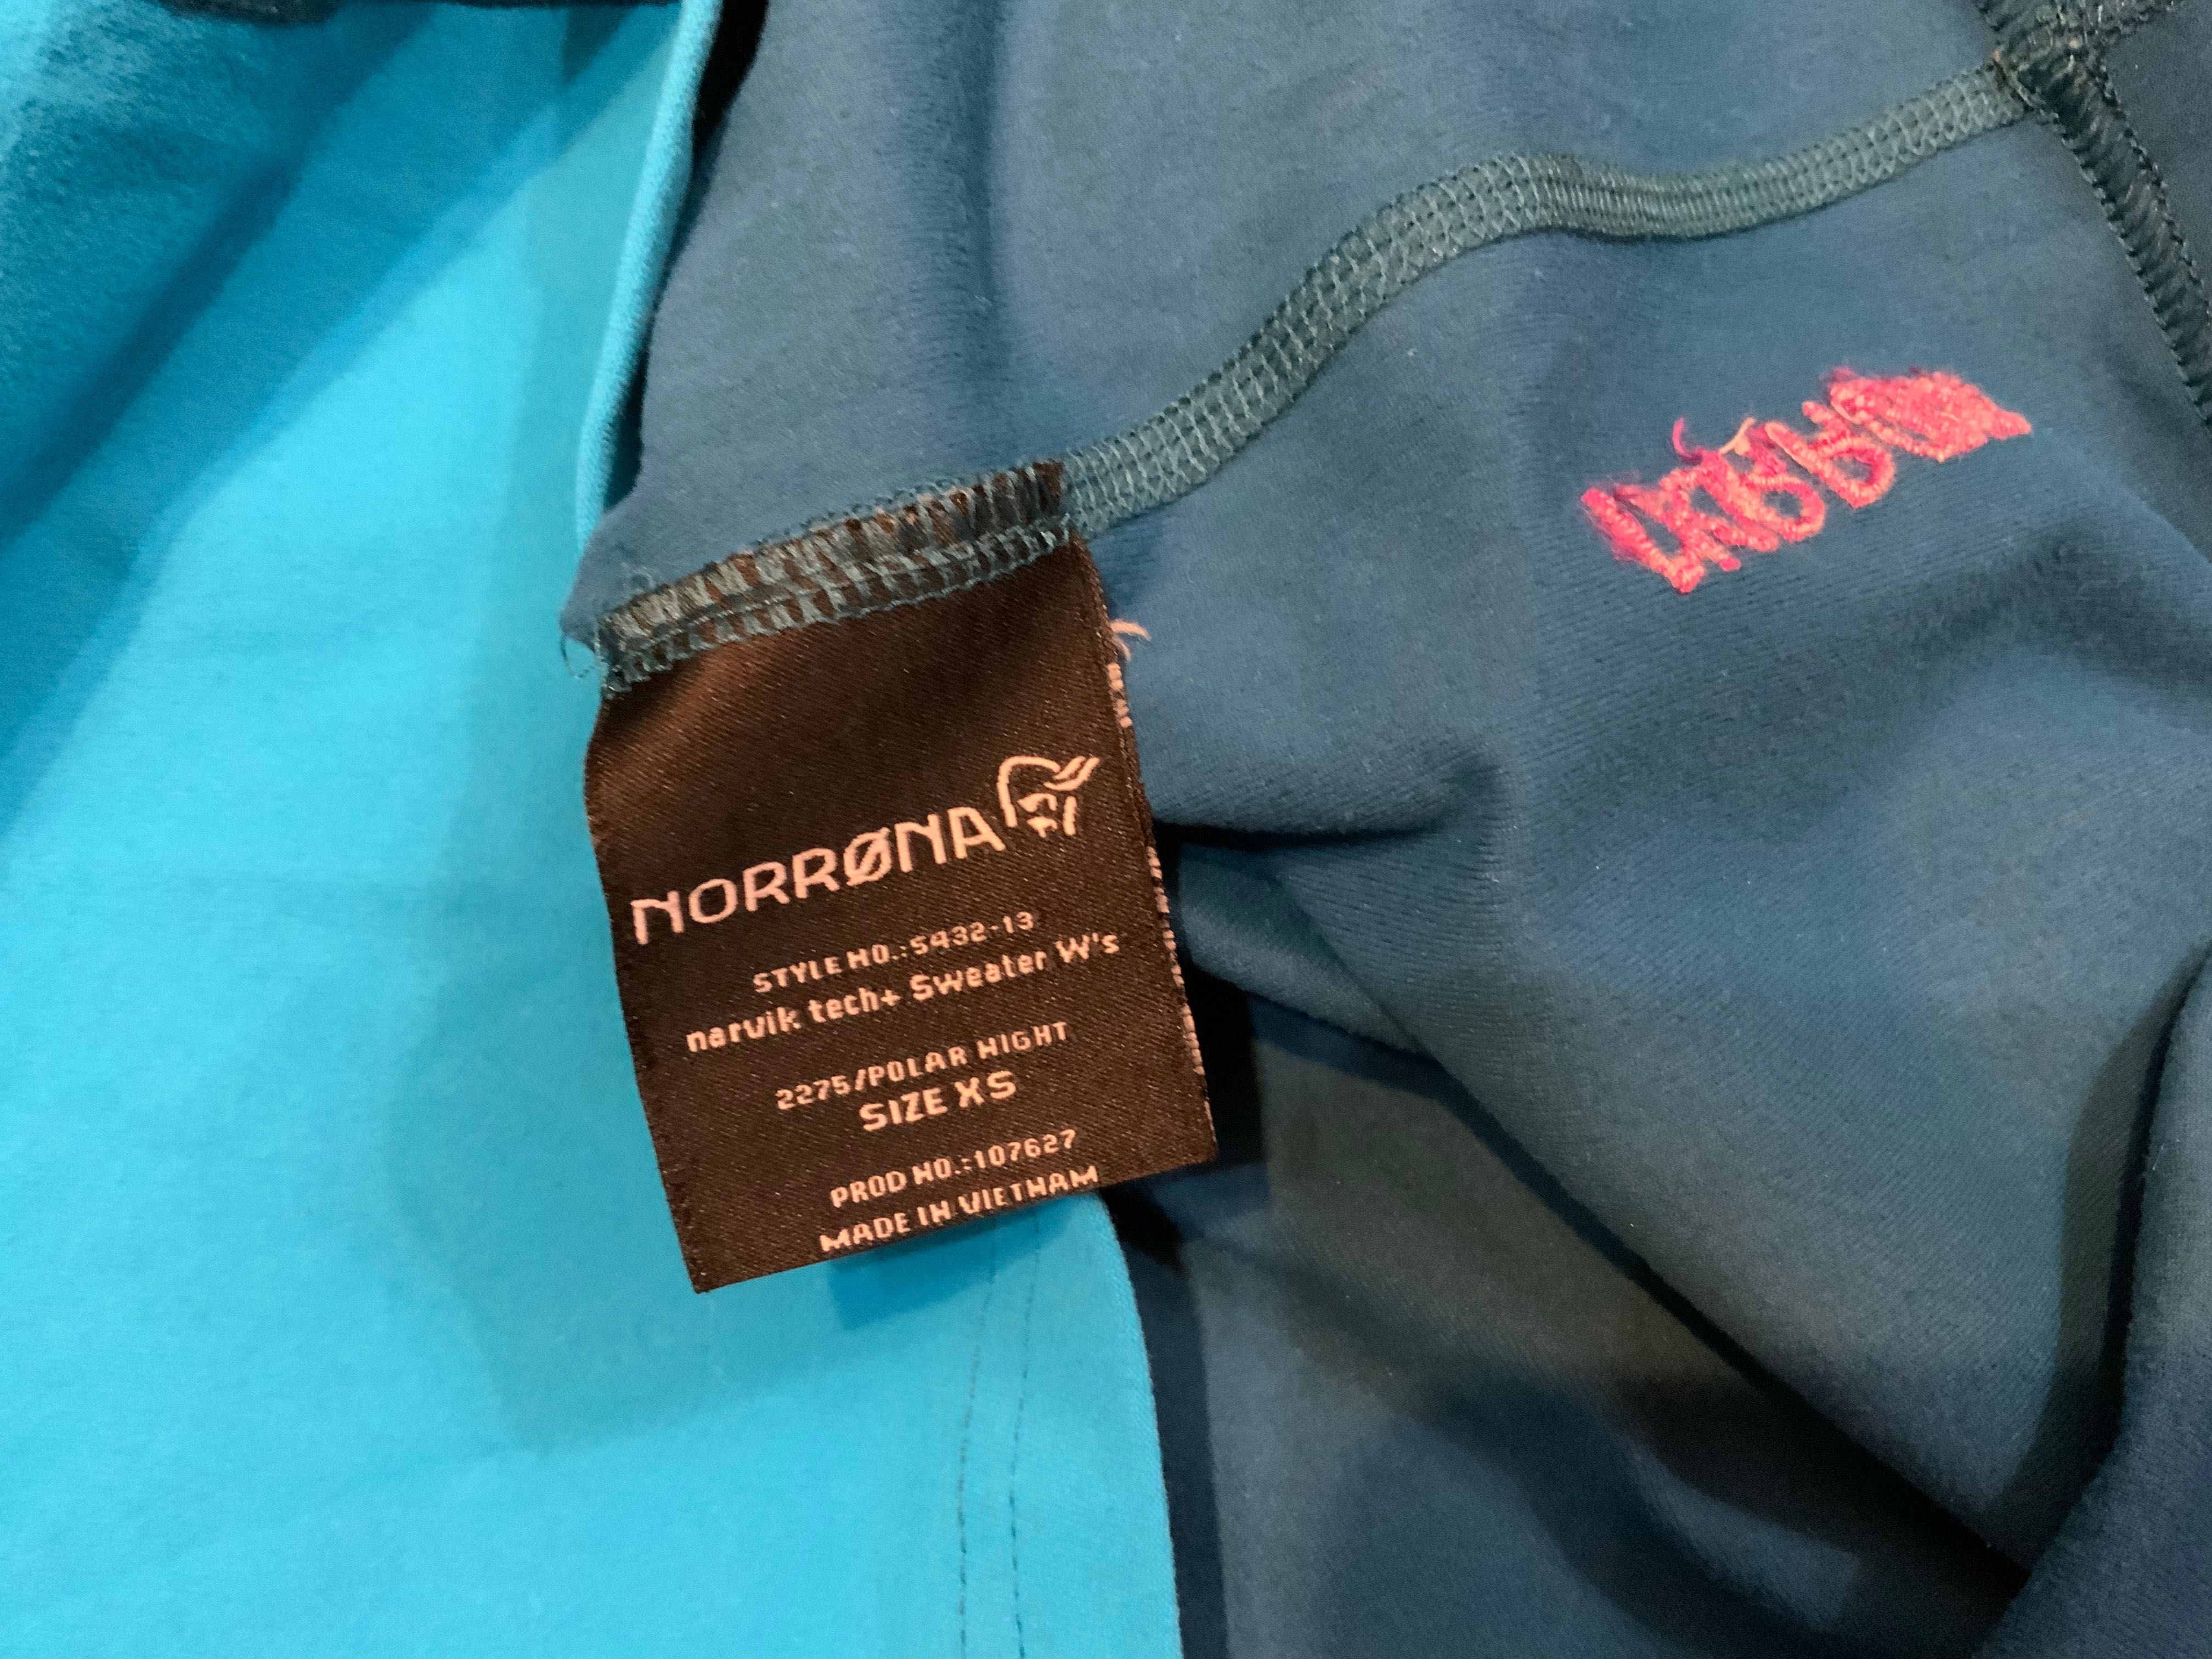 NORRØNA
STYLE NO.:5432-13
narvik tech+ Sweater W's
2275/POLAR NIGHT
SIZE XS
PROD NO.:107627
MADE IN VIETNAM